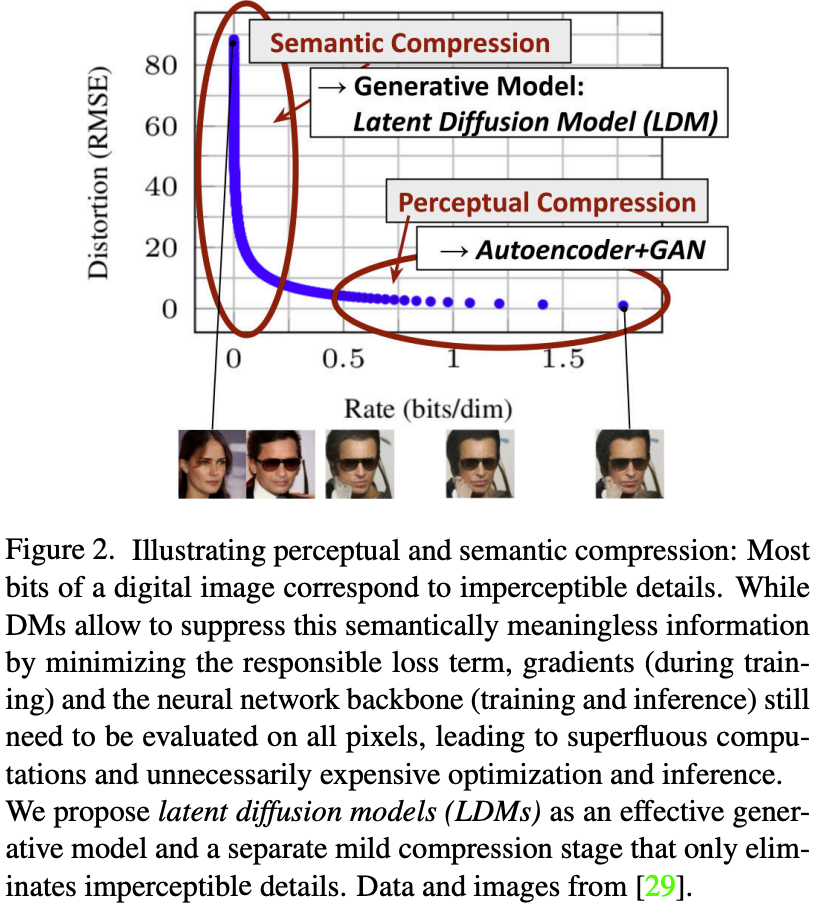 Semantic Compression
→ Generative Model:
Latent Diffusion Model (LDM)
Perceptual Compression
→ Autoencoder+GAN
Distortion (RMSE)
80
60
40
20
0
0 0.5 1 1.5
Rate (bits/dim)
Figure 2. Illustrating perceptual and semantic compression: Most
bits of a digital image correspond to imperceptible details. While
DMs allow to suppress this semantically meaningless information
by minimizing the responsible loss term, gradients (during train-
ing) and the neural network backbone (training and inference) still
need to be evaluated on all pixels, leading to superfluous compu-
tations and unnecessarily expensive optimization and inference.
We propose latent diffusion models (LDMs) as an effective gener-
ative model and a separate mild compression stage that only elim-
inates imperceptible details. Data and images from [29].